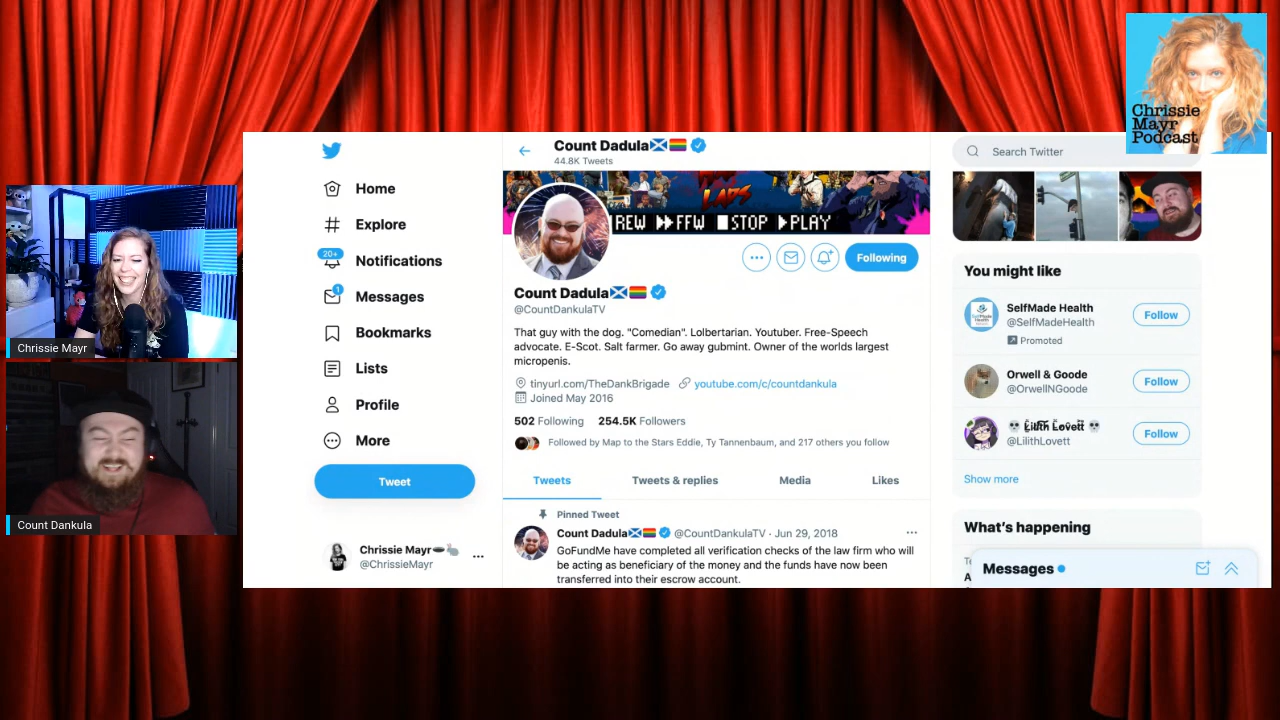 Chrissie
Mayr
Podcast
Chrissie Mayr
Count Dankula
Home
Explore
20+
Notifications
1
Messages
Bookmarks
Lists
Profile
More
Tweet
Chrissie Mayr
@ChrissieMayr
Count Dadula
44.8K Tweets
LADS
REW FFW STOP PLAY
Following
Count Dadula
@CountDankulaTV
That guy with the dog. "Comedian". Lolbertarian. Youtuber. Free-Speech
advocate. E-Scot. Salt farmer. Go away gubmint. Owner of the worlds largest
micropenis.
tinyurl.com/TheDankBrigade youtube.com/c/countdankula
Joined May 2016
502 Following 254.5K Followers
Followed by Map to the Stars Eddie, Ty Tannenbaum, and 217 others you follow
Tweets Tweets & replies Media Likes
Pinned Tweet
Count Dadula @CountDankulaTV · Jun 29, 2018
GoFundMe have completed all verification checks of the law firm who will
be acting as beneficiary of the money and the funds have now been
transferred into their escrow account.
Search Twitter
You might like
SelfMade Health
@SelfMadeHealth
Promoted
Follow
Orwell & Goode
@OrwellNGoode
Follow
Lilith Lovett
@LilithLovett
Follow
Show more
What's happening
Messages